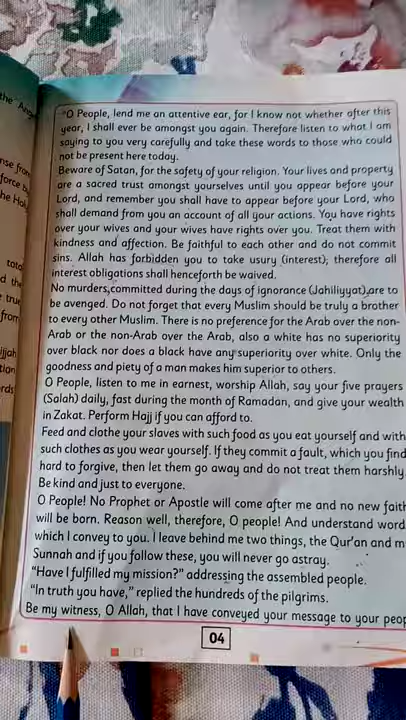 the
nse from
force b
he Hol
tota
d the
true
from
ijjah
tion
rds
"O People, lend me an attentive ear, for I know not whether after this
year, I shall ever be amongst you again. Therefore listen to what I am
saying to you very carefully and take these words to those who could
not be present here today.
Beware of Satan, for the safety of your religion. Your lives and property
are a sacred trust amongst yourselves until you appear before your
Lord, and remember you shall have to appear before your Lord, who
shall demand from you an account of all your actions. You have rights
over your wives and your wives have rights over you. Treat them with
kindness and affection. Be faithful to each other and do not commit
sins. Allah has forbidden you to take usury (interest), therefore all
interest obligations shall henceforth be waived.
No murders,committed during the days of ignorance (Jahiliyyat),are to
be avenged. Do not forget that every Muslim should be truly a brother
to every other Muslim. There is no preference for the Arab over the non-
Arab or the non-Arab over the Arab, also a white has no superiority
over black nor does a black have any superiority over white. Only the
goodness and piety of a man makes him superior to others.
O People, listen to me in earnest, worship Allah, say your five prayers
(Salah) daily, fast during the month of Ramadan, and give your wealth
in Zakat. Perform Hajj if you can afford to.
Feed and clothe your slaves with such food as you eat yourself and with
such clothes as you wear yourself. If they commit a fault, which you find
hard to forgive, then let them go away and do not treat them harshly
Be kind and just to everyone.
O People! No Prophet or Apostle will come after me and no new faith
will be born. Reason well, therefore, O people! And understand word
which I convey to you. I leave behind me two things, the Qur'an and m
Sunnah and if you follow these, you will never go astray.
"Have I fulfilled my mission?" addressing the assembled people.
"In truth you have," replied the hundreds of the pilgrims.
Be my witness, O Allah, that I have conveyed your message to your peop
04